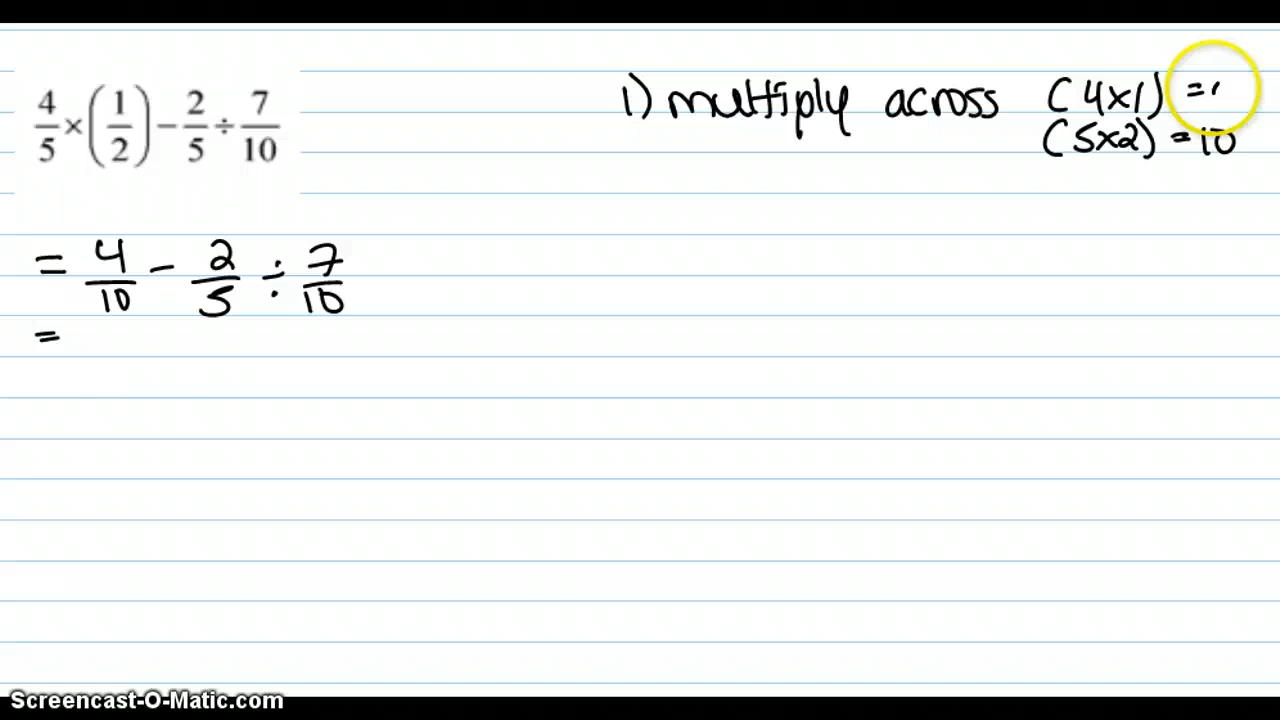 4/5 × (1/2) − 2/5 ÷ 7/10
1) multiply across (4x1) =
(5x2) = 10
= 4/10 - 2/5 ÷ 7/10
=
Screencast-O-Matic.com